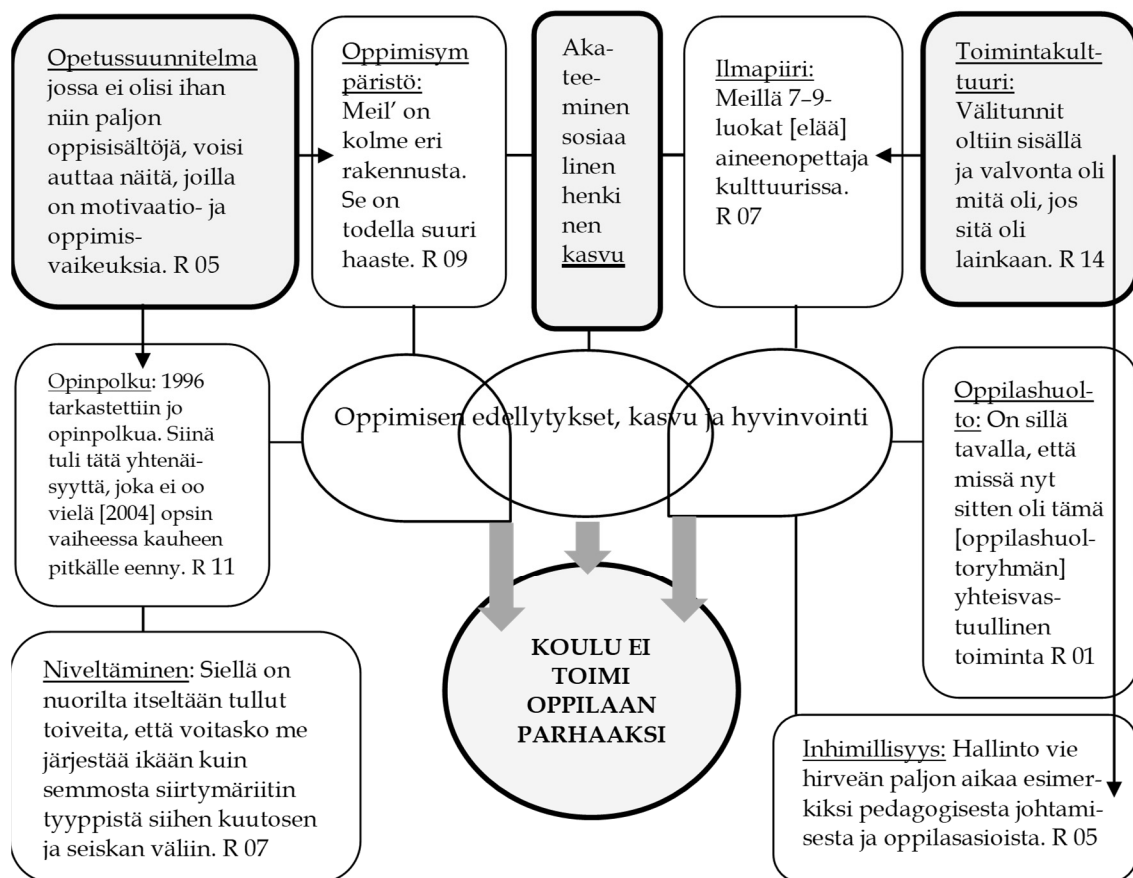 Opetussuunnitelma
jossa ei olisi ihan
niin paljon
oppisisältöjä, voisi
auttaa näitä, joilla
on motivaatio- ja
oppimis-
vaikeuksia. R 05
Oppimisym
päristö:
Meil’ on
kolme eri
rakennusta.
Se on
todella suuri
haaste. R 09
Aka-
tee-
minen
sosiaa
linen
henki
nen
kasvu
Ilmapiiri:
Meillä 7–9-
luokat [elää]
aineenopettaja
kulttuurissa.
R 07
Toimintakult-
tuuri:
Välitunnit
oltiin sisällä
ja valvonta oli
mitä oli, jos
sitä oli
lainkaan. R 14
Opinpolku: 1996
tarkastettiin jo
opinpolkua. Siinä
tuli tätä yhtenäi-
syyttä, joka ei oo
vielä [2004] opsin
vaiheessa kauheen
pitkälle eenny. R 11
Oppimisen edellytykset, kasvu ja hyvinvointi
Oppilashuol-
to: On sillä
tavalla, että
missä nyt
sitten oli tämä
[oppilashuol-
toryhmän]
yhteisvas-
tuullinen
toiminta R 01
KOULU EI
TOIMI
OPPILAAN
PARHAAKSI
Niveltäminen: Siellä on
nuorilta itseltään tullut
toiveita, että voitasko me
järjestää ikään kuin
semmosta siirtymäriitin
tyyppistä siihen kuutosen
ja seiskan väliin. R 07
Inhimillisyys: Hallinto vie
hirveän paljon aikaa esimer-
kiksi pedagogisesta johtami-
sesta ja oppilasasioista. R 05